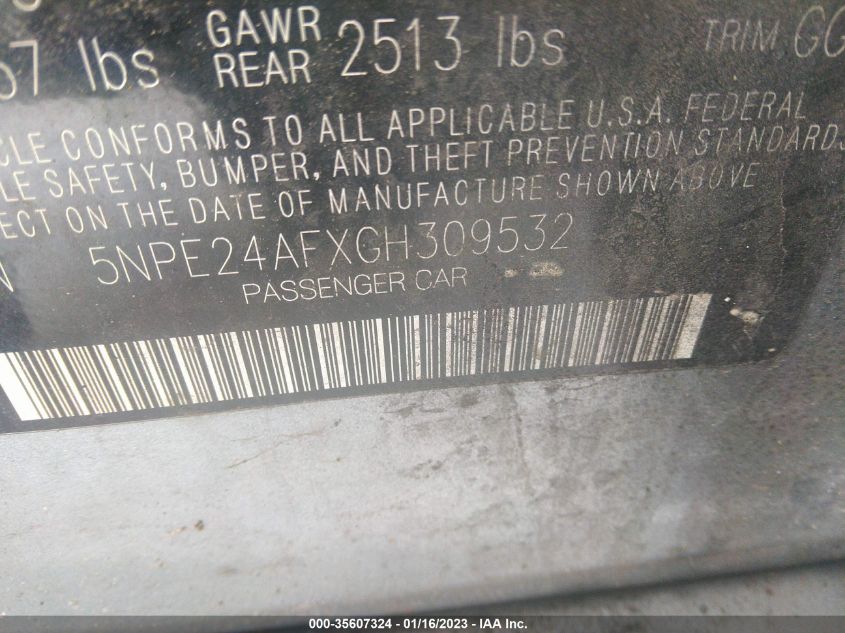 GAWR
REAR 2513 lbs
67 lbs
TRIM GG
CLE CONFORMS TO ALL APPLICABLE U.S.A. FEDERAL
LE SAFETY, BUMPER, AND THEFT PREVENTION STANDARDS
ECT ON THE DATE OF MANUFACTURE SHOWN ABOVE
N 5NPE24AFXGH309532
PASSENGER CAR
000-35607324 - 01/16/2023 - IAA Inc.